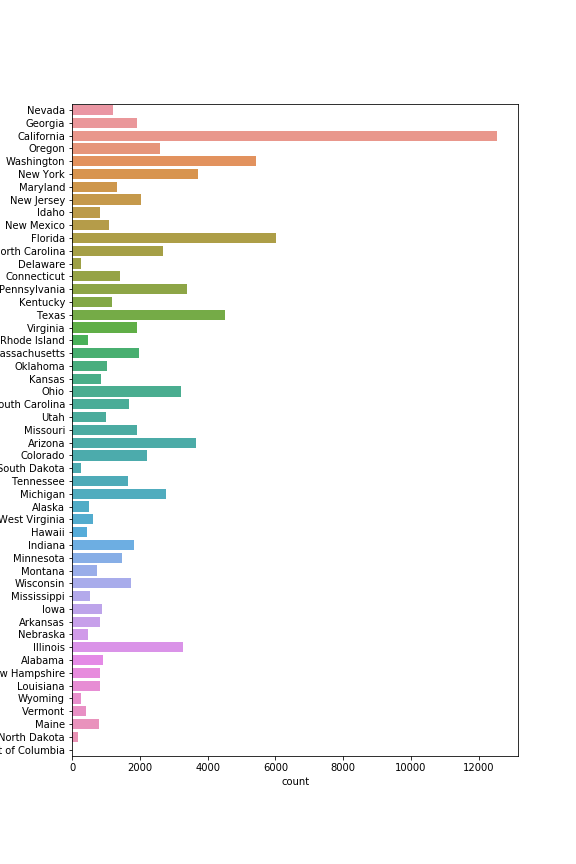 Nevada
Georgia
California
Oregon
Washington
New York
Maryland
New Jersey
Idaho
New Mexico
Florida
orth Carolina
Delaware
Connecticut
Pennsylvania
Kentucky
Texas
Virginia
Rhode Island
assachusetts
Oklahoma
Kansas
Ohio
outh Carolina
Utah
Missouri
Arizona
Colorado
South Dakota
Tennessee
Michigan
Alaska
West Virginia
Hawaii
Indiana
Minnesota
Montana
Wisconsin
Mississippi
Iowa
Arkansas
Nebraska
Illinois
Alabama
w Hampshire
Louisiana
Wyoming
Vermont
Maine
North Dakota
t of Columbia
0 2000 4000 6000 8000 10000 12000
count